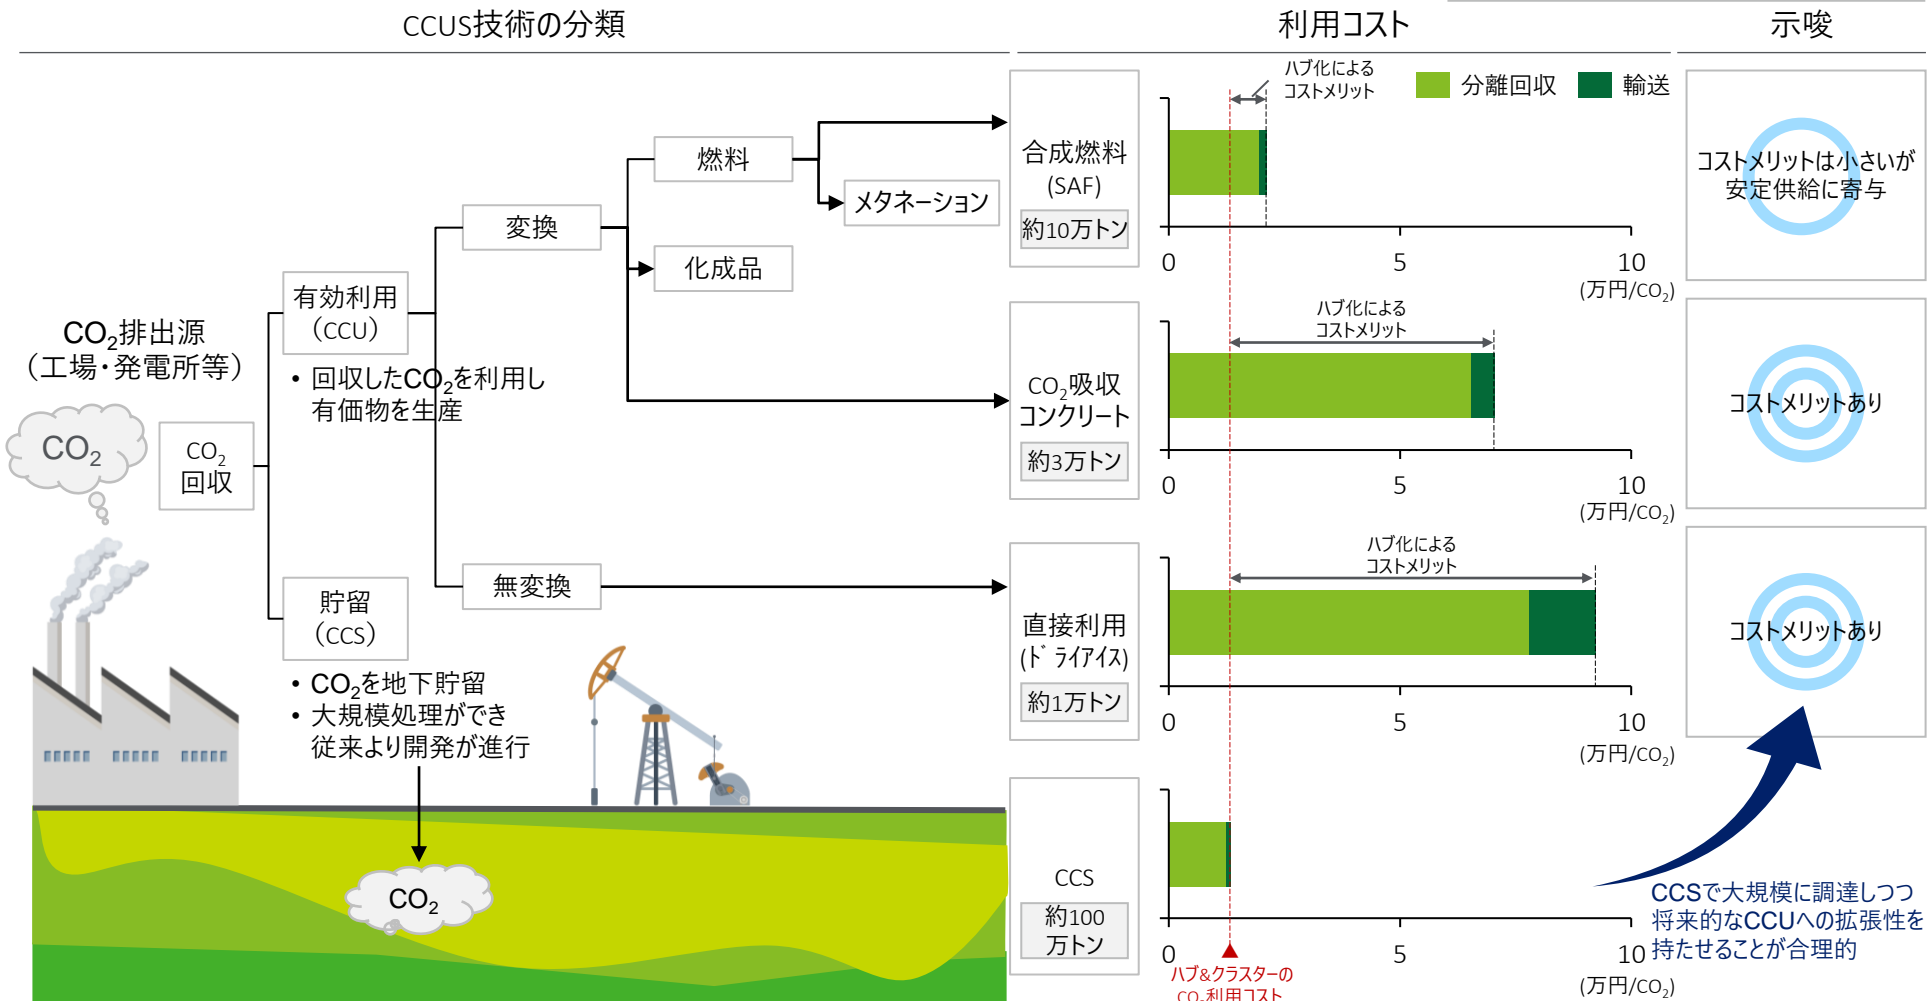 CCUS技術の分類
利用コスト
示唆
CO₂排出源
（工場・発電所等）
CO₂
CO₂
回収
有効利用
（CCU）
• 回収したCO₂を利用し
有価物を生産
貯留
（CCS）
• CO₂を地下貯留
• 大規模処理ができ
従来より開発が進行
CO₂
変換
無変換
燃料
メタネーション
化成品
合成燃料
(SAF)
約10万トン
CO₂吸収
コンクリート
約3万トン
直接利用
(ドライアイス)
約1万トン
CCS
約100
万トン
分離回収
輸送
ハブ化による
コストメリット
0
5
10
(万円/CO₂)
ハブ化による
コストメリット
0
5
10
(万円/CO₂)
ハブ化による
コストメリット
0
5
10
(万円/CO₂)
0
5
10
(万円/CO₂)
ハブ&クラスターの
CO₂利用コスト
コストメリットは小さいが
安定供給に寄与
コストメリットあり
コストメリットあり
CCSで大規模に調達しつつ
将来的なCCUへの拡張性を
持たせることが合理的